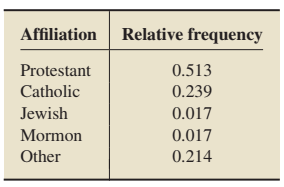 Affiliation Relative frequency
Protestant 0.513
Catholic 0.239
Jewish 0.017
Mormon 0.017
Other 0.214